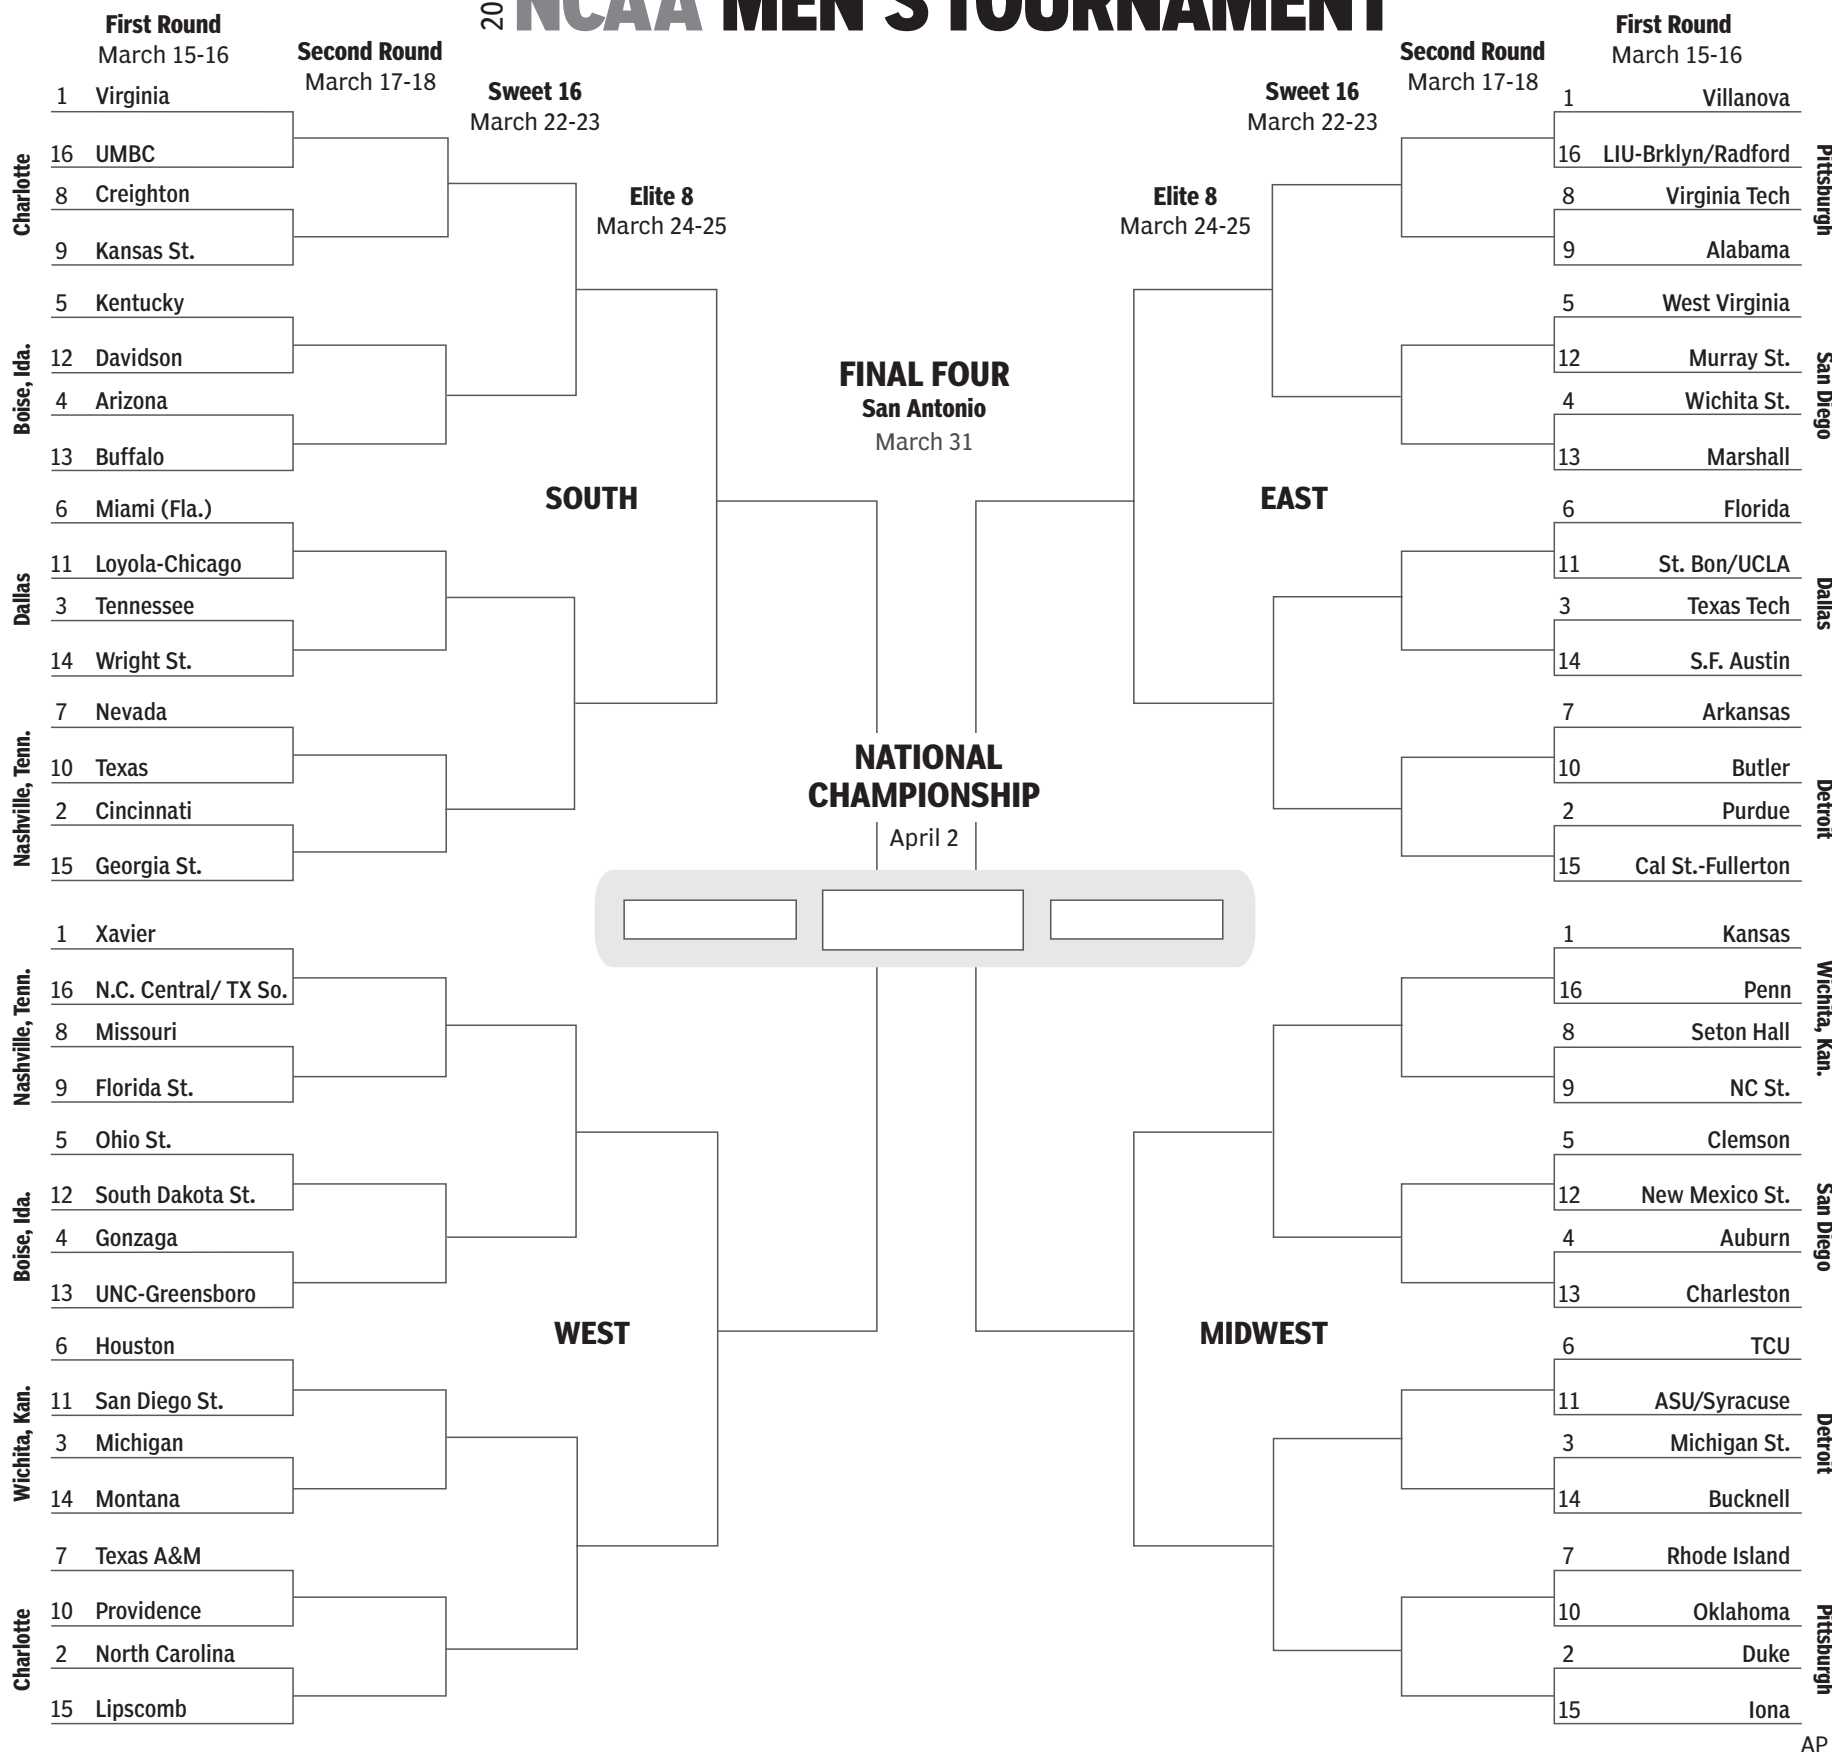 20 NCAA MEN'S TOURNAMENT
First Round
March 15-16
Second Round
March 17-18
Sweet 16
March 22-23
Elite 8
March 24-25
Charlotte
1 Virginia
16 UMBC
8 Creighton
9 Kansas St.
Boise, Ida.
5 Kentucky
12 Davidson
4 Arizona
13 Buffalo
SOUTH
Dallas
6 Miami (Fla.)
11 Loyola-Chicago
3 Tennessee
14 Wright St.
Nashville, Tenn.
7 Nevada
10 Texas
2 Cincinnati
15 Georgia St.
Nashville, Tenn.
1 Xavier
16 N.C. Central/ TX So.
8 Missouri
9 Florida St.
Boise, Ida.
5 Ohio St.
12 South Dakota St.
4 Gonzaga
13 UNC-Greensboro
WEST
Wichita, Kan.
6 Houston
11 San Diego St.
3 Michigan
14 Montana
Charlotte
7 Texas A&M
10 Providence
2 North Carolina
15 Lipscomb
FINAL FOUR
San Antonio
March 31
NATIONAL
CHAMPIONSHIP
April 2
First Round
March 15-16
Second Round
March 17-18
Sweet 16
March 22-23
Elite 8
March 24-25
1 Villanova
16 LIU-Brklyn/Radford
8 Virginia Tech
9 Alabama
Pittsburgh
5 West Virginia
12 Murray St.
4 Wichita St.
13 Marshall
San Diego
EAST
6 Florida
11 St. Bon/UCLA
3 Texas Tech
14 S.F. Austin
Dallas
7 Arkansas
10 Butler
2 Purdue
15 Cal St.-Fullerton
Detroit
1 Kansas
16 Penn
8 Seton Hall
9 NC St.
Wichita, Kan.
5 Clemson
12 New Mexico St.
4 Auburn
13 Charleston
San Diego
MIDWEST
6 TCU
11 ASU/Syracuse
3 Michigan St.
14 Bucknell
Detroit
7 Rhode Island
10 Oklahoma
2 Duke
15 Iona
Pittsburgh
AP